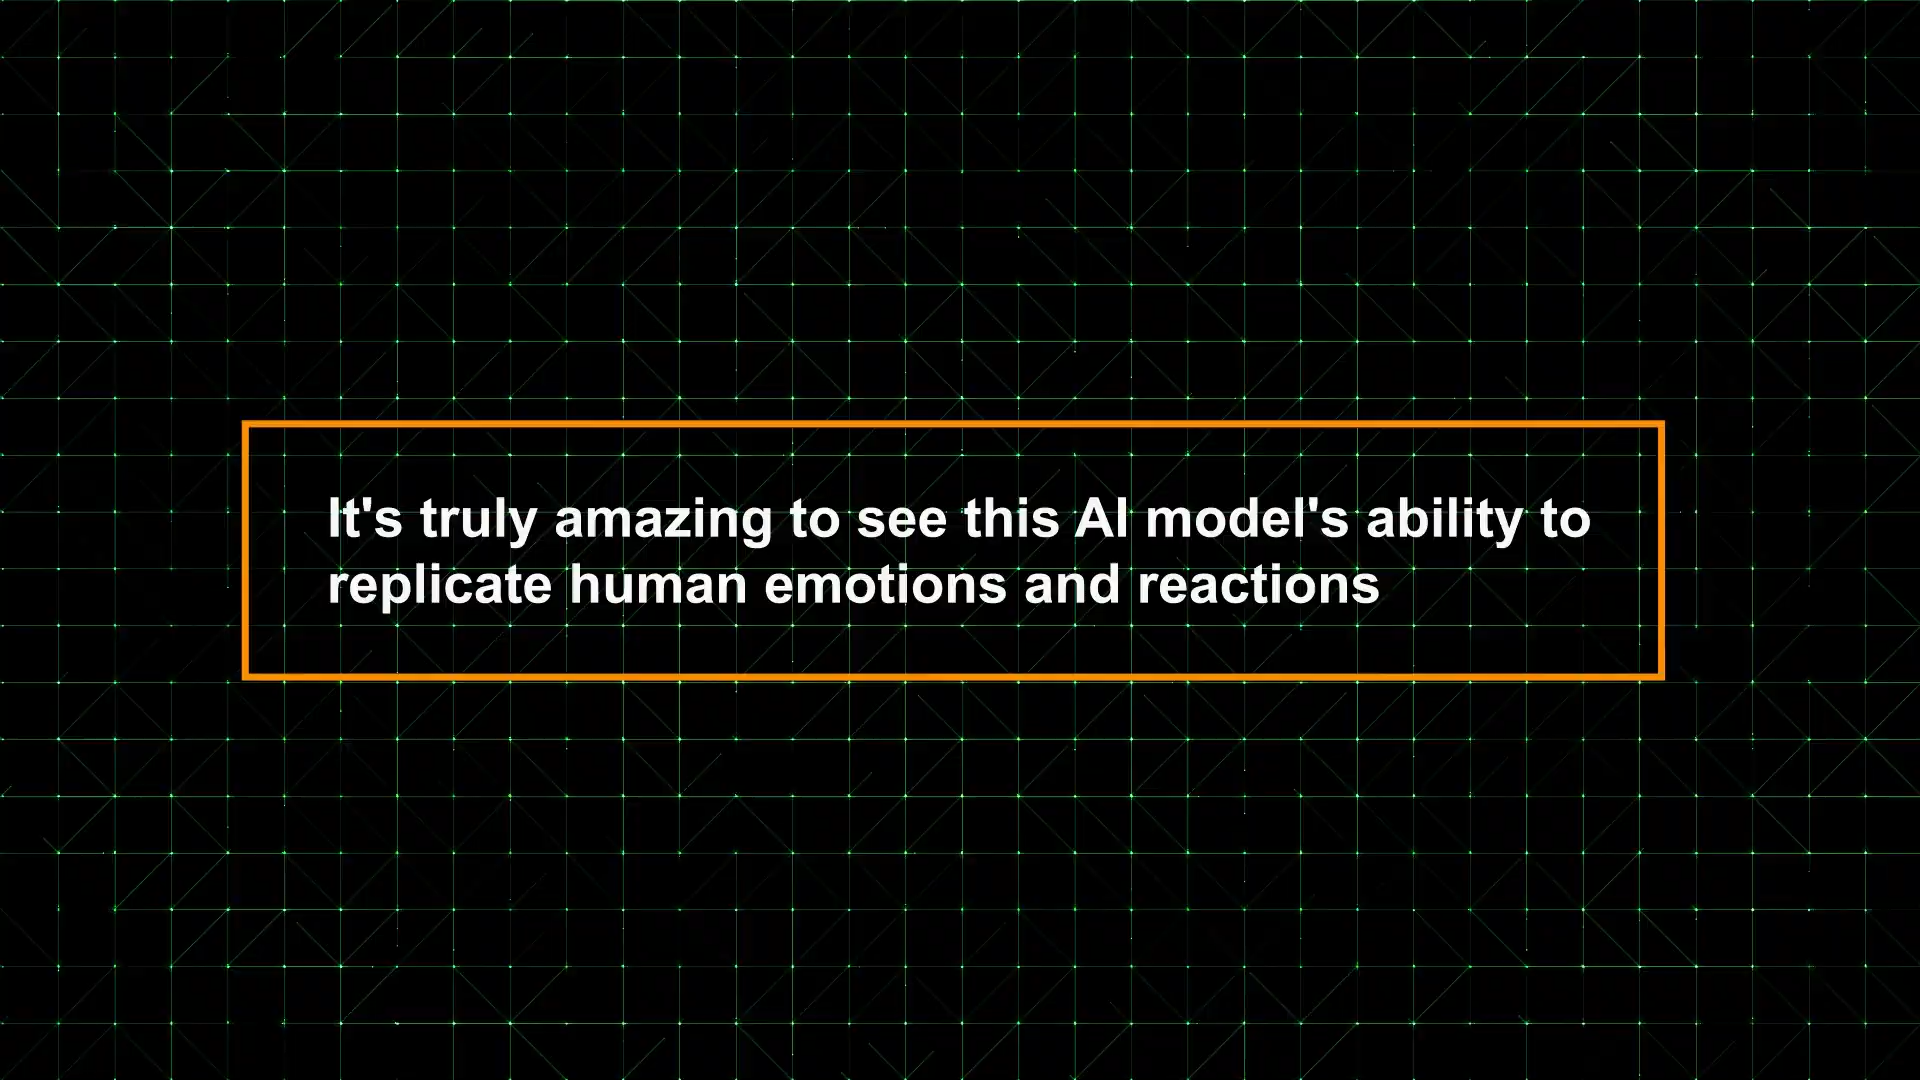 It's truly amazing to see this AI model's ability to
replicate human emotions and reactions